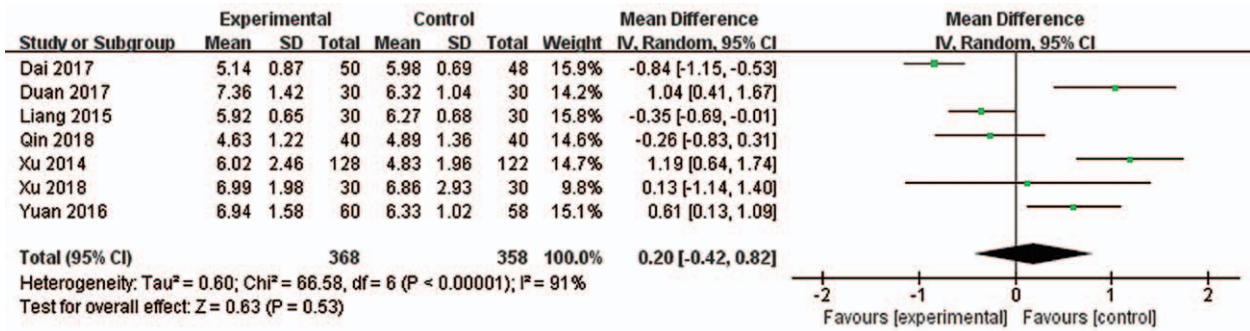 Experimental Control Mean Difference Mean Difference
Study or Subgroup Mean SD Total Mean SD Total Weight IV, Random, 95% CI IV, Random, 95% CI
Dai 2017 5.14 0.87 50 5.98 0.69 48 15.9% -0.84 [-1.15, -0.53]
Duan 2017 7.36 1.42 30 6.32 1.04 30 14.2% 1.04 [0.41, 1.67]
Liang 2015 5.92 0.65 30 6.27 0.68 30 15.8% -0.35 [-0.69, -0.01]
Qin 2018 4.63 1.22 40 4.89 1.36 40 14.6% -0.26 [-0.83, 0.31]
Xu 2014 6.02 2.46 128 4.83 1.96 122 14.7% 1.19 [0.64, 1.74]
Xu 2018 6.99 1.98 30 6.86 2.93 30 9.8% 0.13 [-1.14, 1.40]
Yuan 2016 6.94 1.58 60 6.33 1.02 58 15.1% 0.61 [0.13, 1.09]
Total (95% CI) 368 358 100.0% 0.20 [-0.42, 0.82]
Heterogeneity: Tau² = 0.60; Chi² = 66.58, df = 6 (P < 0.00001); I² = 91%
Test for overall effect: Z = 0.63 (P = 0.53)
-2 -1 0 1 2
Favours [experimental] Favours [control]